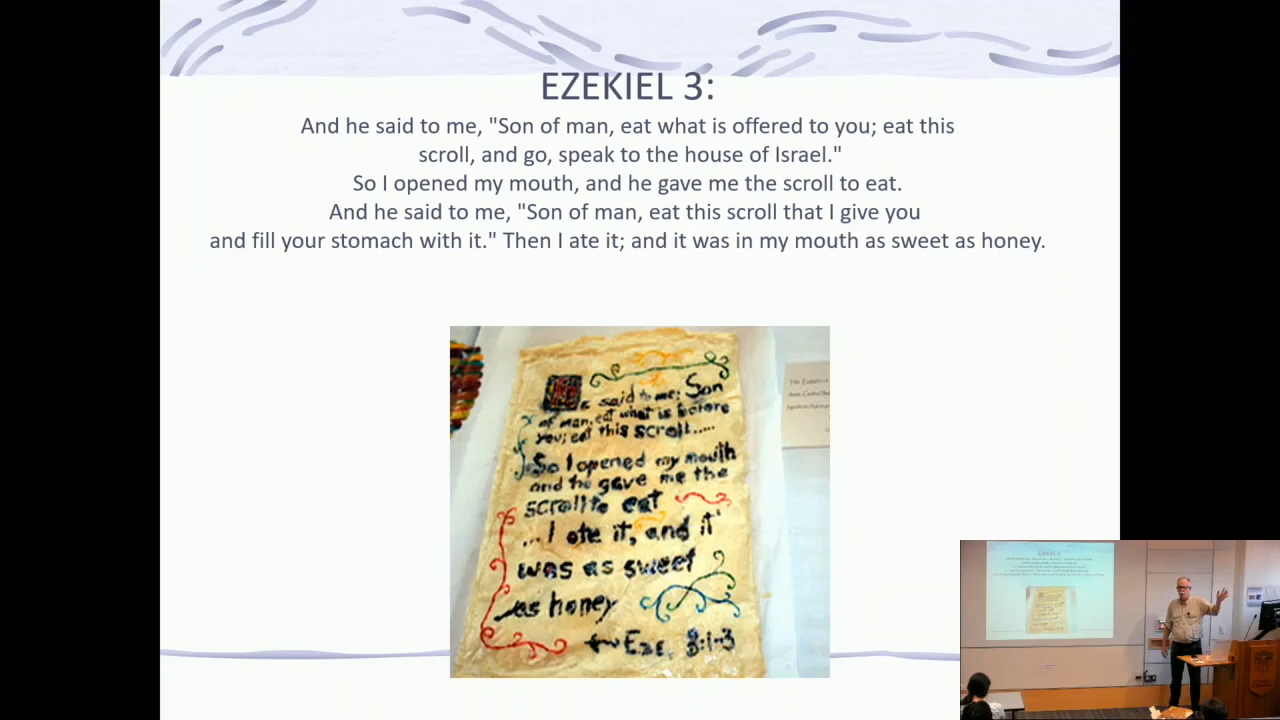 EZEKIEL 3:
And he said to me, "Son of man, eat what is offered to you; eat this
scroll, and go, speak to the house of Israel."
So I opened my mouth, and he gave me the scroll to eat.
And he said to me, "Son of man, eat this scroll that I give you
and fill your stomach with it." Then I ate it; and it was in my mouth as sweet as honey.
He said to me: Son
of man, eat what is before
you; eat this scroll.....
So I opened my mouth
and he gave me the
scroll to eat
...I ate it, and it
was as sweet
as honey
Eze. 3:1-3